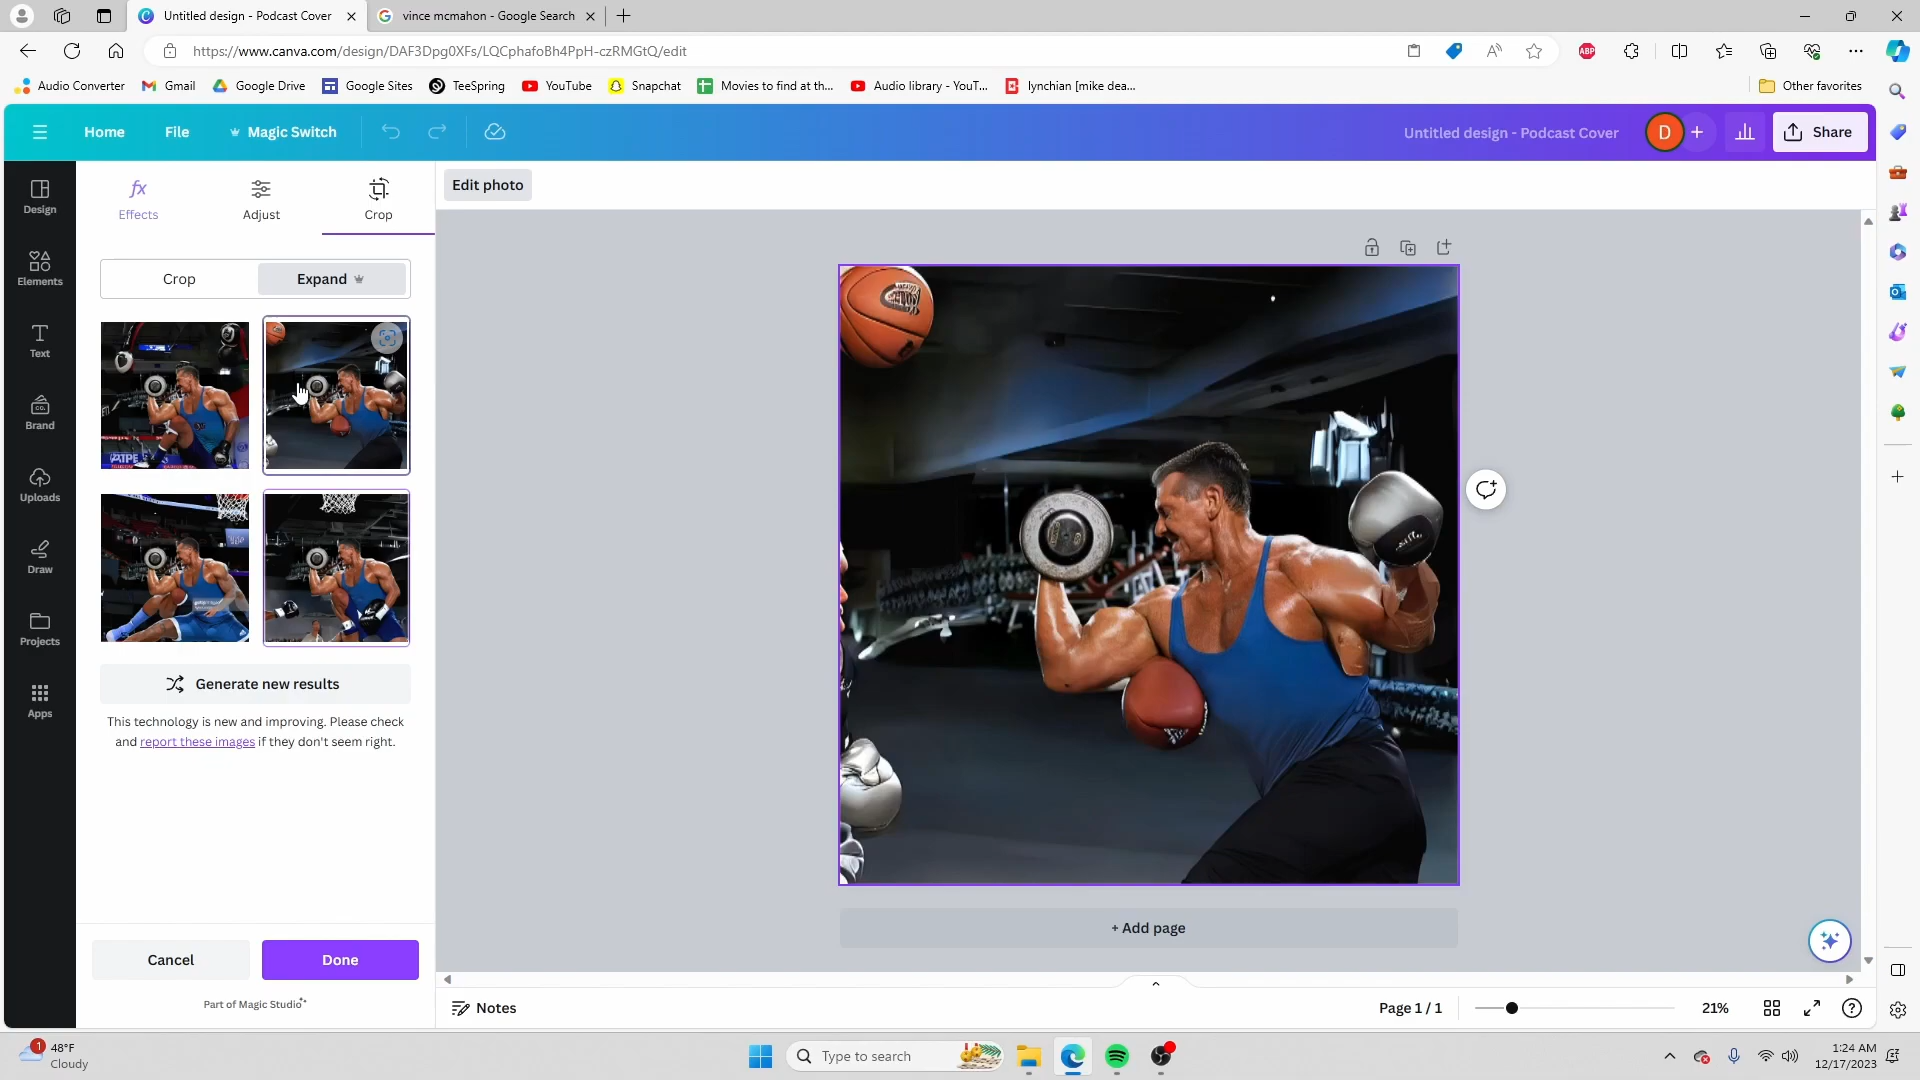 Untitled design - Podcast Cover
vince mcmahon - Google Search
https://www.canva.com/design/DAF3Dpg0XFs/LQCphafoBh4PpH-czRMGtQ/edit
ABP
Audio Converter
Gmail
Google Drive
Google Sites
TeeSpring
YouTube
Snapchat
Movies to find at th...
Audio library - YouT...
lynchian [mike dea...
Other favorites
Home
File
Magic Switch
Untitled design - Podcast Cover
D
Share
Design
Elements
Text
Brand
Uploads
Draw
Projects
Apps
fx
Effects
Adjust
Crop
Crop
Expand
Generate new results
This technology is new and improving. Please check
and report these images if they don't seem right.
Cancel
Done
Part of Magic Studio
Edit photo
+ Add page
Notes
Page 1 / 1
21%
1
48°F
Cloudy
Type to search
1:24 AM
12/17/2023